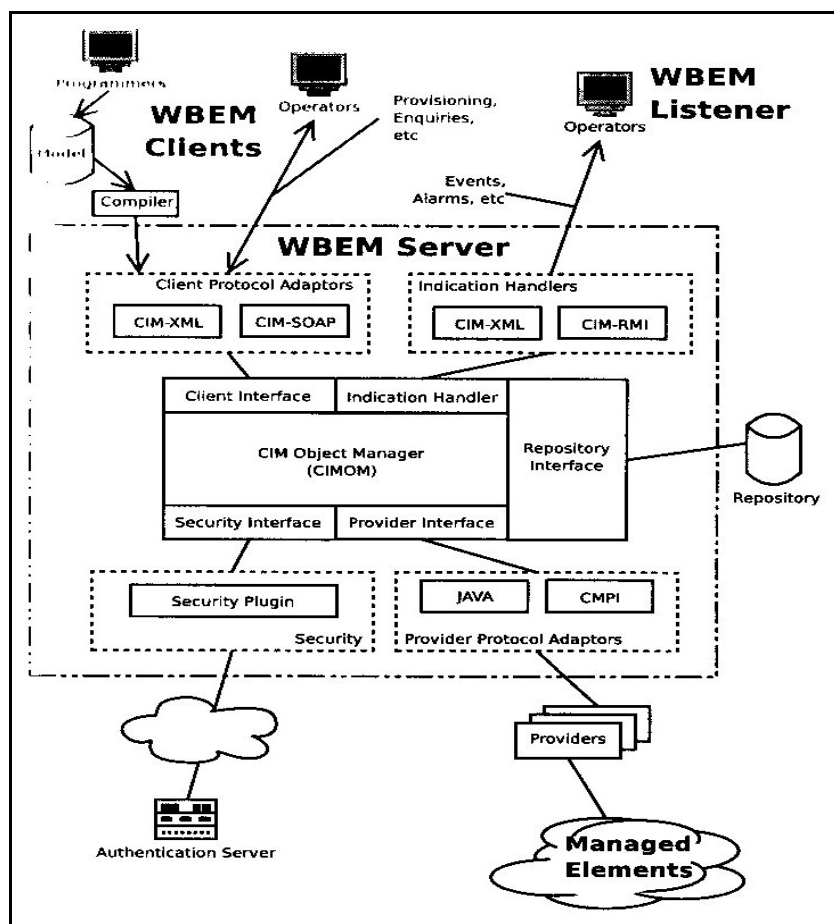 Programmers
Model
Compiler
WBEM
Clients
Operators
Provisioning,
Enquiries,
etc
WBEM
Listener
Operators
Events,
Alarms, etc
WBEM Server
Client Protocol Adaptors
CIM-XML
CIM-SOAP
Indication Handlers
CIM-XML
CIM-RMI
Client Interface
Indication Handler
CIM Object Manager
(CIMOM)
Repository
Interface
Repository
Security Interface
Provider Interface
Security Plugin
Security
JAVA
CMPI
Provider Protocol Adaptors
Providers
Authentication Server
Managed
Elements